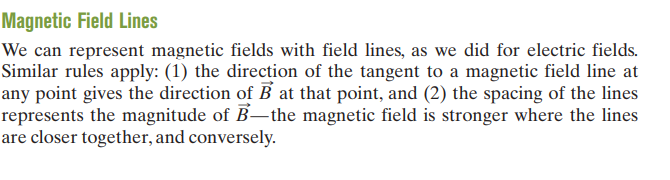 Magnetic Field Lines
We can represent magnetic fields with field lines, as we did for electric fields.
Similar rules apply: (1) the direction of the tangent to a magnetic field line at
any point gives the direction of B⃗ at that point, and (2) the spacing of the lines
represents the magnitude of B⃗—the magnetic field is stronger where the lines
are closer together, and conversely.